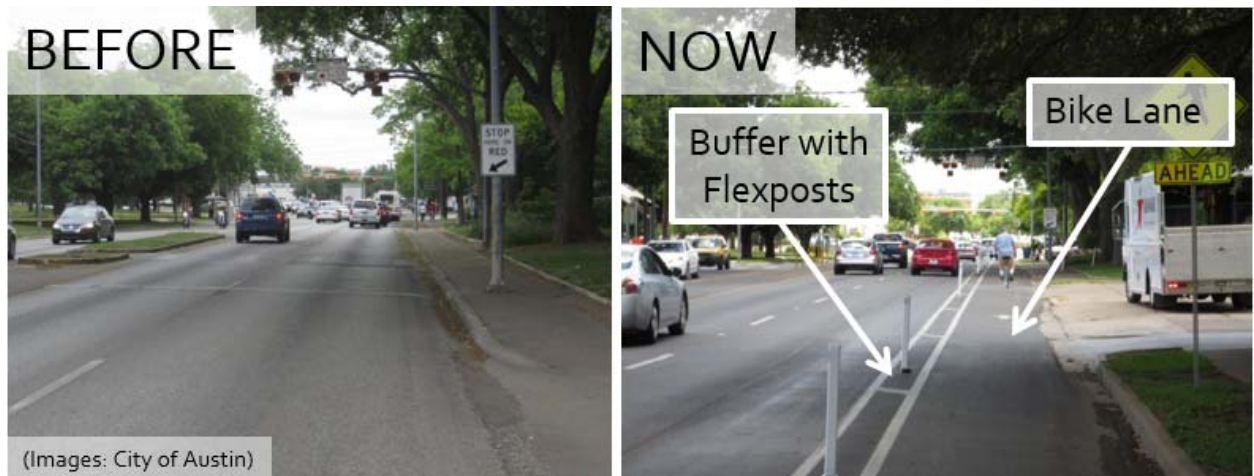 BEFORE
STOP
HERE ON
RED
(Images: City of Austin)
NOW
Buffer with
Flexposts
Bike Lane
AHEAD